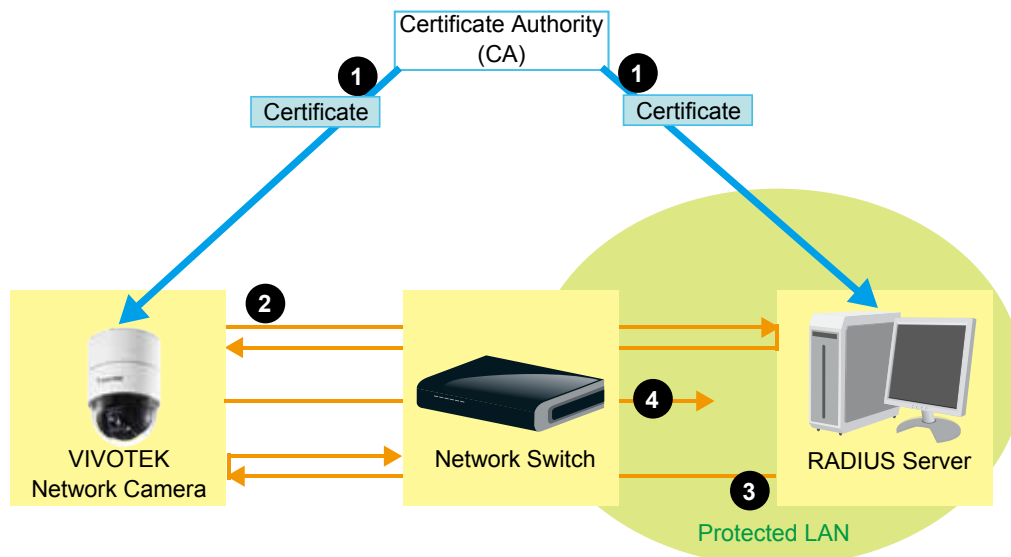 Certificate Authority
(CA)
1
1
Certificate
Certificate
2
4
VIVOTEK
Network Camera
Network Switch
RADIUS Server
3
Protected LAN